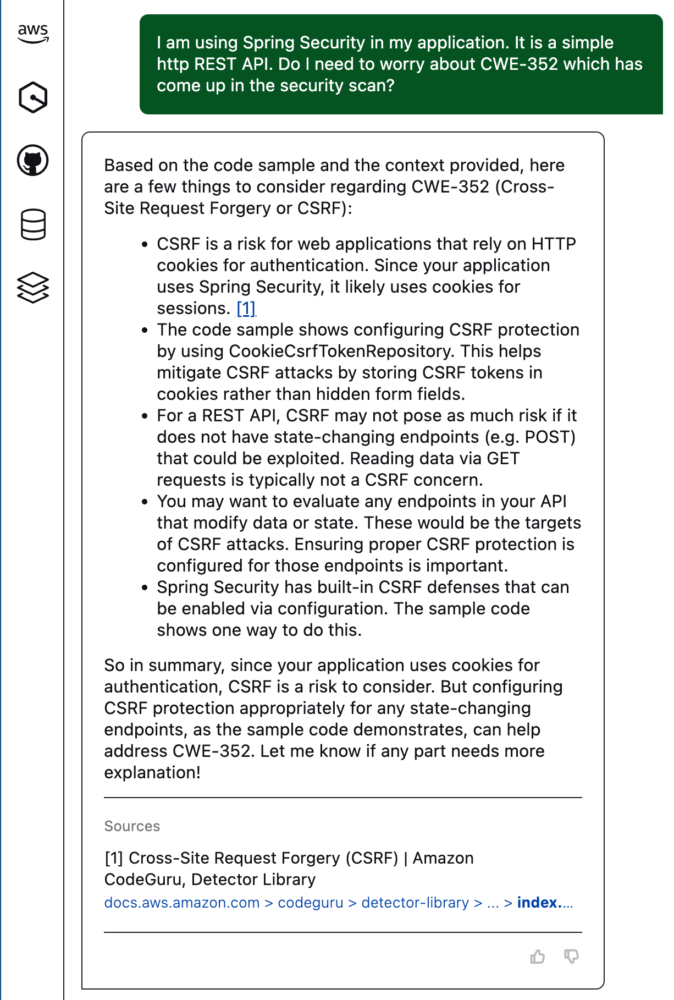 aws
I am using Spring Security in my application. It is a simple
http REST API. Do I need to worry about CWE-352 which has
come up in the security scan?
Based on the code sample and the context provided, here
are a few things to consider regarding CWE-352 (Cross-
Site Request Forgery or CSRF):
• CSRF is a risk for web applications that rely on HTTP
cookies for authentication. Since your application
uses Spring Security, it likely uses cookies for
sessions. [1]
• The code sample shows configuring CSRF protection
by using CookieCsrfTokenRepository. This helps
mitigate CSRF attacks by storing CSRF tokens in
cookies rather than hidden form fields.
• For a REST API, CSRF may not pose as much risk if it
does not have state-changing endpoints (e.g. POST)
that could be exploited. Reading data via GET
requests is typically not a CSRF concern.
• You may want to evaluate any endpoints in your API
that modify data or state. These would be the targets
of CSRF attacks. Ensuring proper CSRF protection is
configured for those endpoints is important.
• Spring Security has built-in CSRF defenses that can
be enabled via configuration. The sample code
shows one way to do this.
So in summary, since your application uses cookies for
authentication, CSRF is a risk to consider. But configuring
CSRF protection appropriately for any state-changing
endpoints, as the sample code demonstrates, can help
address CWE-352. Let me know if any part needs more
explanation!
Sources
[1] Cross-Site Request Forgery (CSRF) | Amazon
CodeGuru, Detector Library
docs.aws.amazon.com > codeguru > detector-library > ... > index....